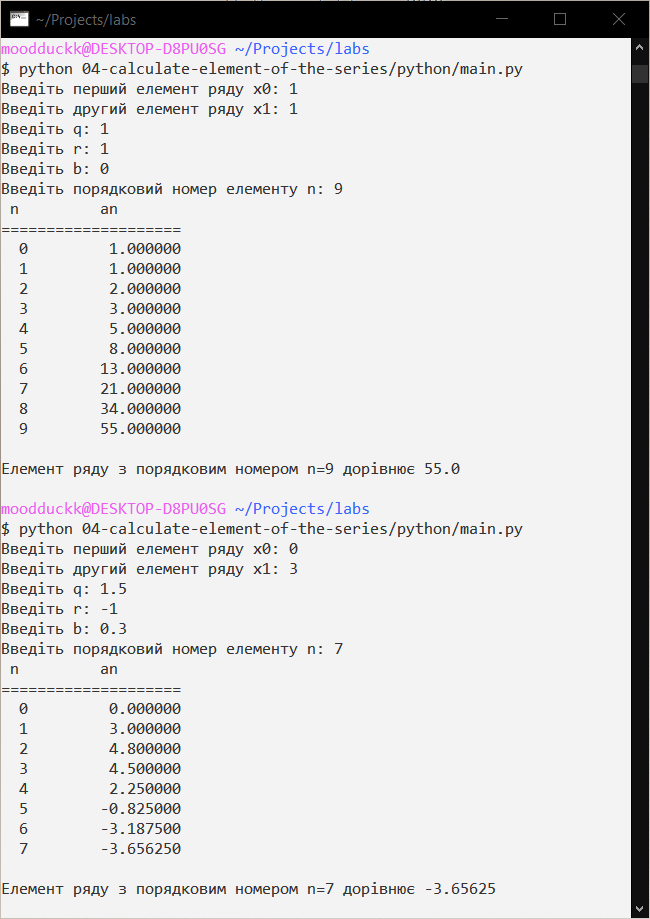 ~/Projects/labs
moodduckk@DESKTOP-D8PU0SG ~/Projects/labs
$ python 04-calculate-element-of-the-series/python/main.py
Введіть перший елемент ряду x0: 1
Введіть другий елемент ряду x1: 1
Введіть q: 1
Введіть r: 1
Введіть b: 0
Введіть порядковий номер елементу n: 9
n an
====================
0 1.000000
1 1.000000
2 2.000000
3 3.000000
4 5.000000
5 8.000000
6 13.000000
7 21.000000
8 34.000000
9 55.000000
Елемент ряду з порядковим номером n=9 дорівнює 55.0
moodduckk@DESKTOP-D8PU0SG ~/Projects/labs
$ python 04-calculate-element-of-the-series/python/main.py
Введіть перший елемент ряду x0: 0
Введіть другий елемент ряду x1: 3
Введіть q: 1.5
Введіть r: -1
Введіть b: 0.3
Введіть порядковий номер елементу n: 7
n an
====================
0 0.000000
1 3.000000
2 4.800000
3 4.500000
4 2.250000
5 -0.825000
6 -3.187500
7 -3.656250
Елемент ряду з порядковим номером n=7 дорівнює -3.65625